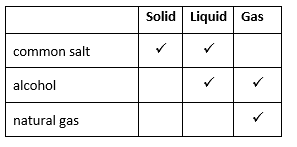 Solid Liquid Gas
common salt ✓ ✓
alcohol ✓ ✓
natural gas ✓